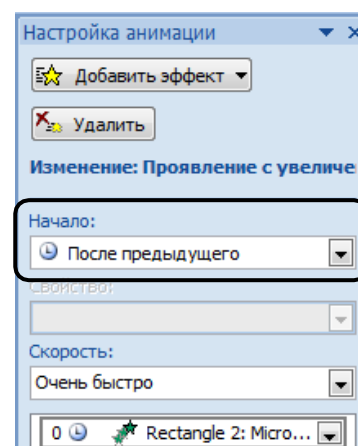 Настройка анимации
Добавить эффект
Удалить
Изменение: Проявление с увеличе
Начало:
После предыдущего
Свойство:
Скорость:
Очень быстро
0 Rectangle 2: Micro...